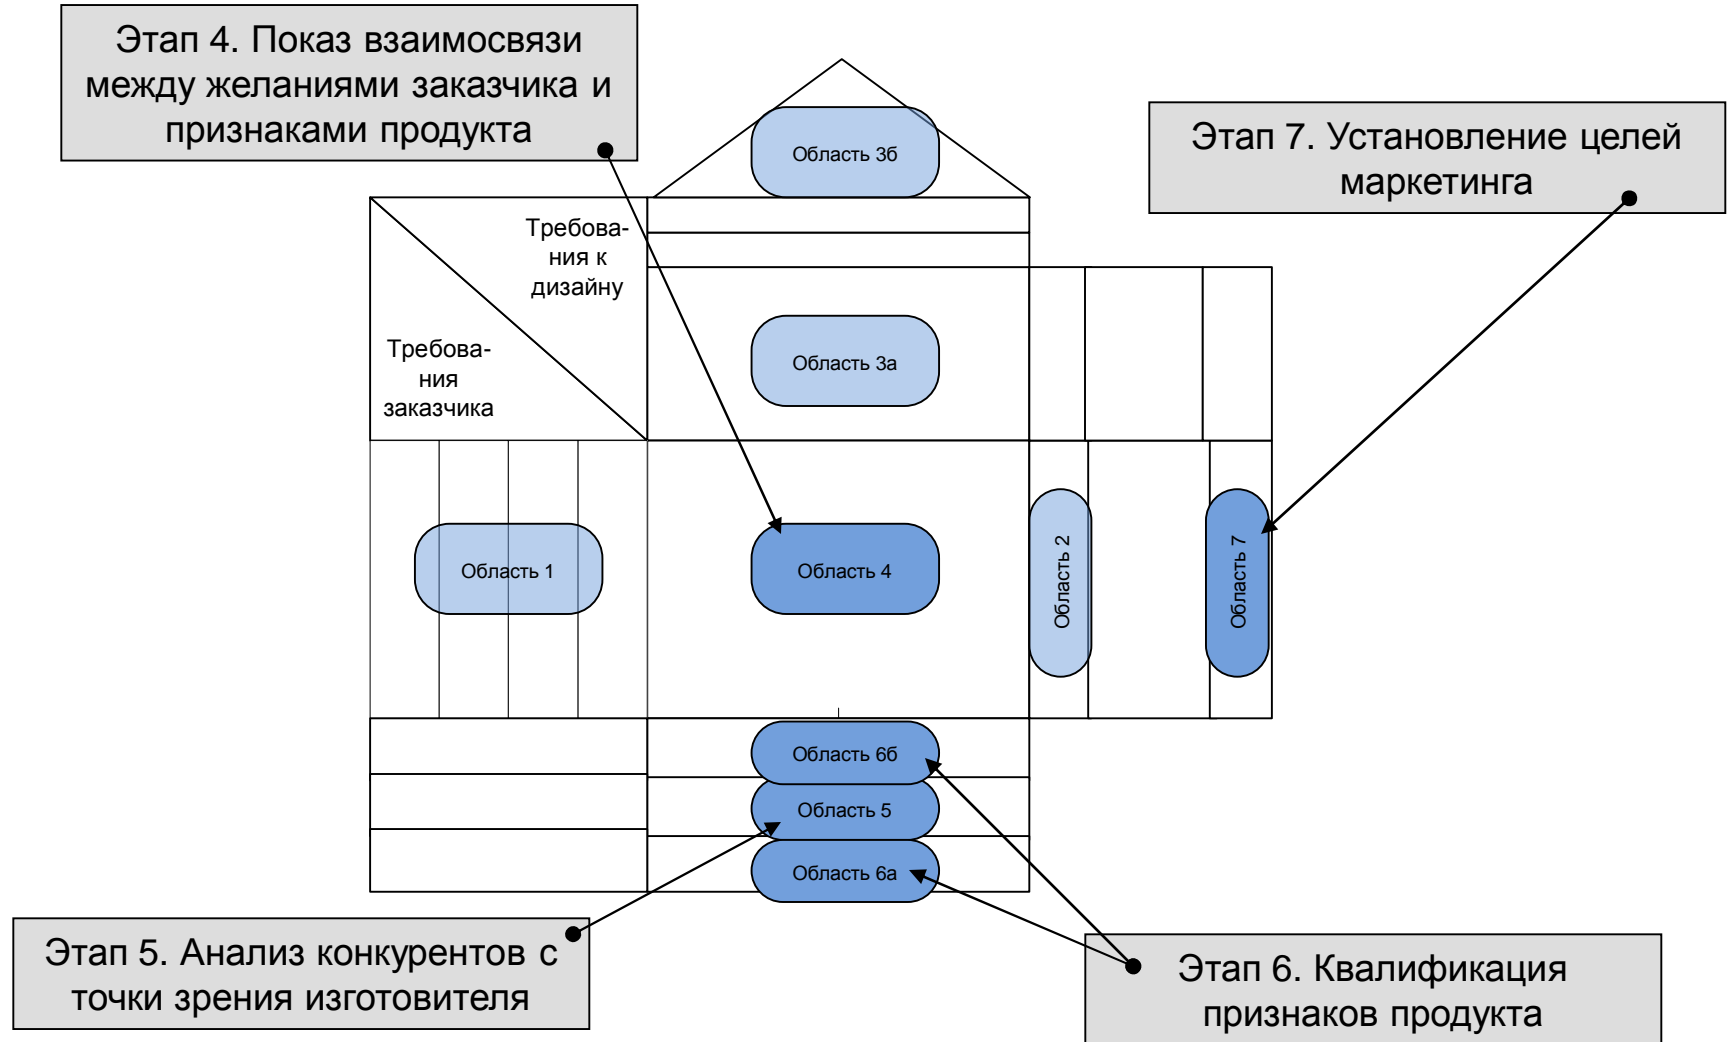 Этап 4. Показ взаимосвязи
между желаниями заказчика и
признаками продукта
Область 3б
Этап 7. Установление целей
маркетинга
Требова-
ния к
дизайну
Требова-
ния
заказчика
Область 3а
Область 1
Область 4
Область 2
Область 7
Область 6б
Область 5
Область 6а
Этап 5. Анализ конкурентов с
точки зрения изготовителя
Этап 6. Квалификация
признаков продукта